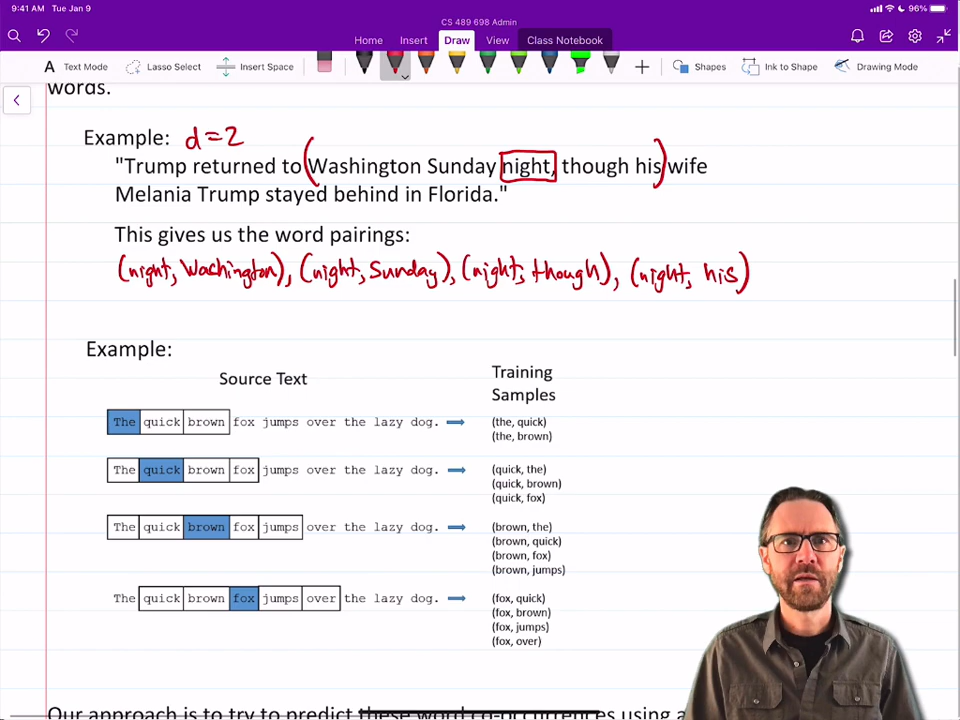 9:41 AM Tue Jan 9
96%
CS 489 698 Admin
Home Insert Draw View Class Notebook
A Text Mode Lasso Select Insert Space Shapes Ink to Shape Drawing Mode
words.
Example: d=2
"Trump returned to (Washington Sunday night, though his) wife
Melania Trump stayed behind in Florida."
This gives us the word pairings:
(night, Washington), (night, Sunday), (night, though), (night, his)
Example:
Source Text
Training
Samples
The quick brown fox jumps over the lazy dog.
(the, quick)
(the, brown)
The quick brown fox jumps over the lazy dog.
(quick, the)
(quick, brown)
(quick, fox)
The quick brown fox jumps over the lazy dog.
(brown, the)
(brown, quick)
(brown, fox)
(brown, jumps)
The quick brown fox jumps over the lazy dog.
(fox, quick)
(fox, brown)
(fox, jumps)
(fox, over)
Our approach is to try to predict these word co-occurrences using a